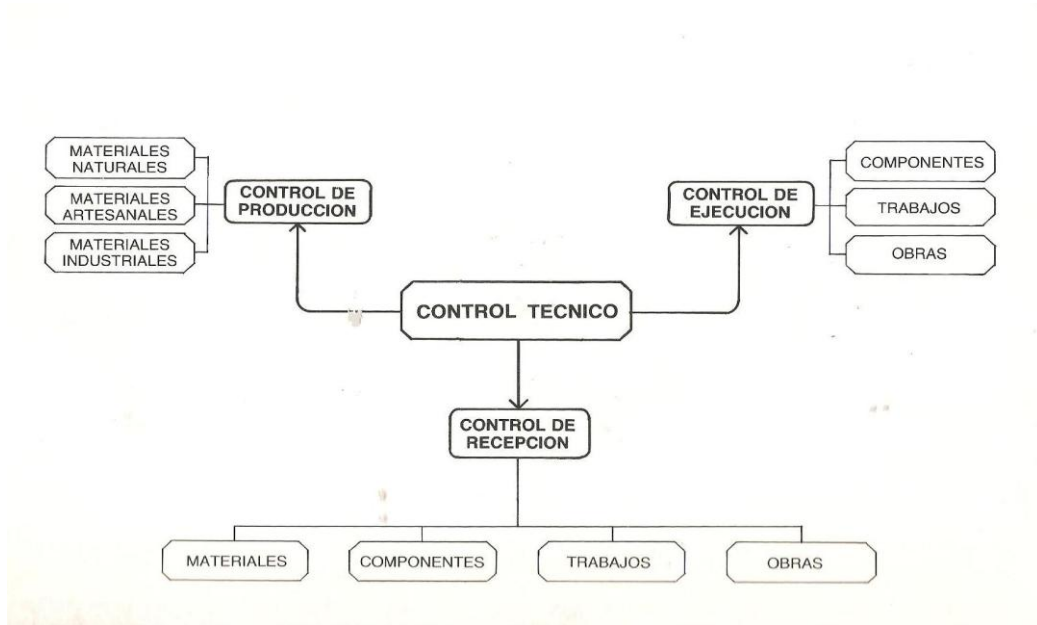 MATERIALES
NATURALES
MATERIALES
ARTESANALES
MATERIALES
INDUSTRIALES
CONTROL DE
PRODUCCION
CONTROL DE
EJECUCION
COMPONENTES
TRABAJOS
OBRAS
CONTROL TECNICO
CONTROL DE
RECEPCION
MATERIALES
COMPONENTES
TRABAJOS
OBRAS